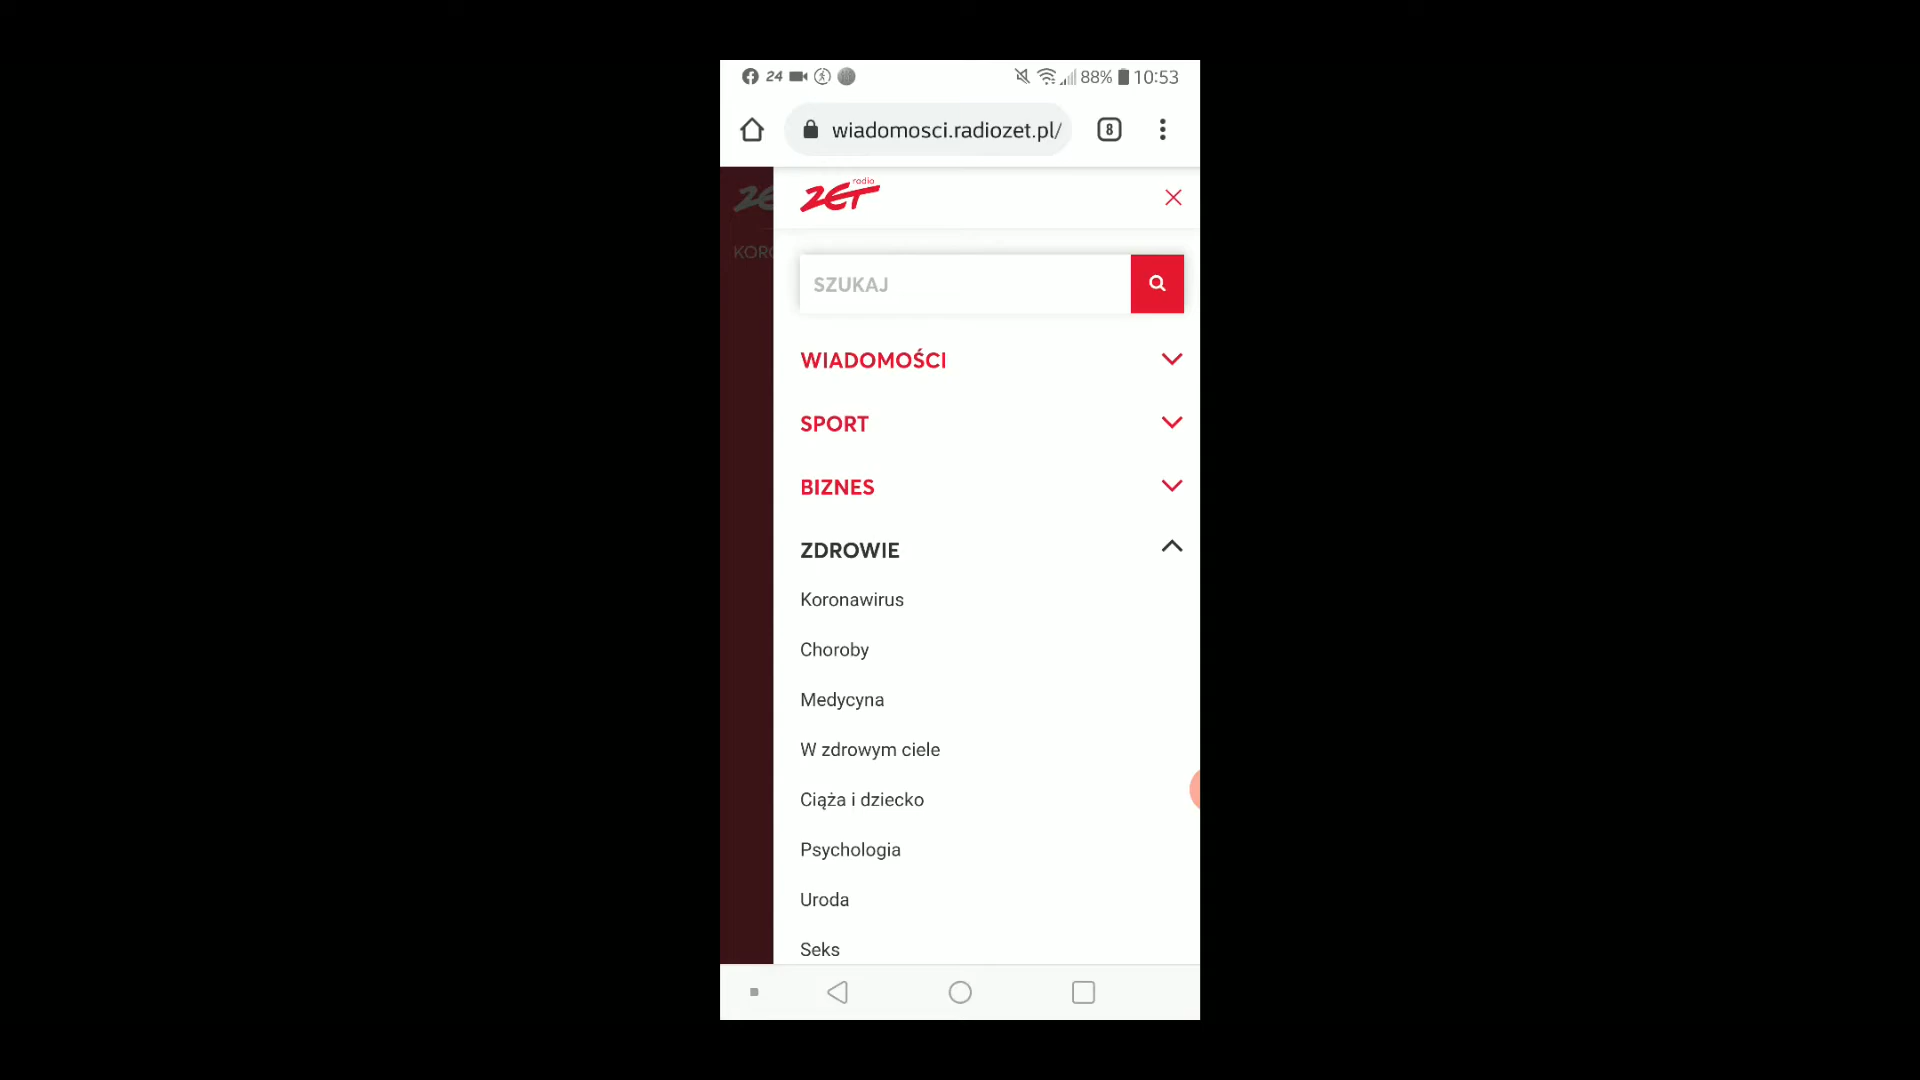 24 88% 10:53
wiadomosci.radiozet.pl/ 8
radio
ZET
SZUKAJ
KORO
WIADOMOŚCI
SPORT
BIZNES
ZDROWIE
Koronawirus
Choroby
Medycyna
W zdrowym ciele
Ciąża i dziecko
Psychologia
Uroda
Seks